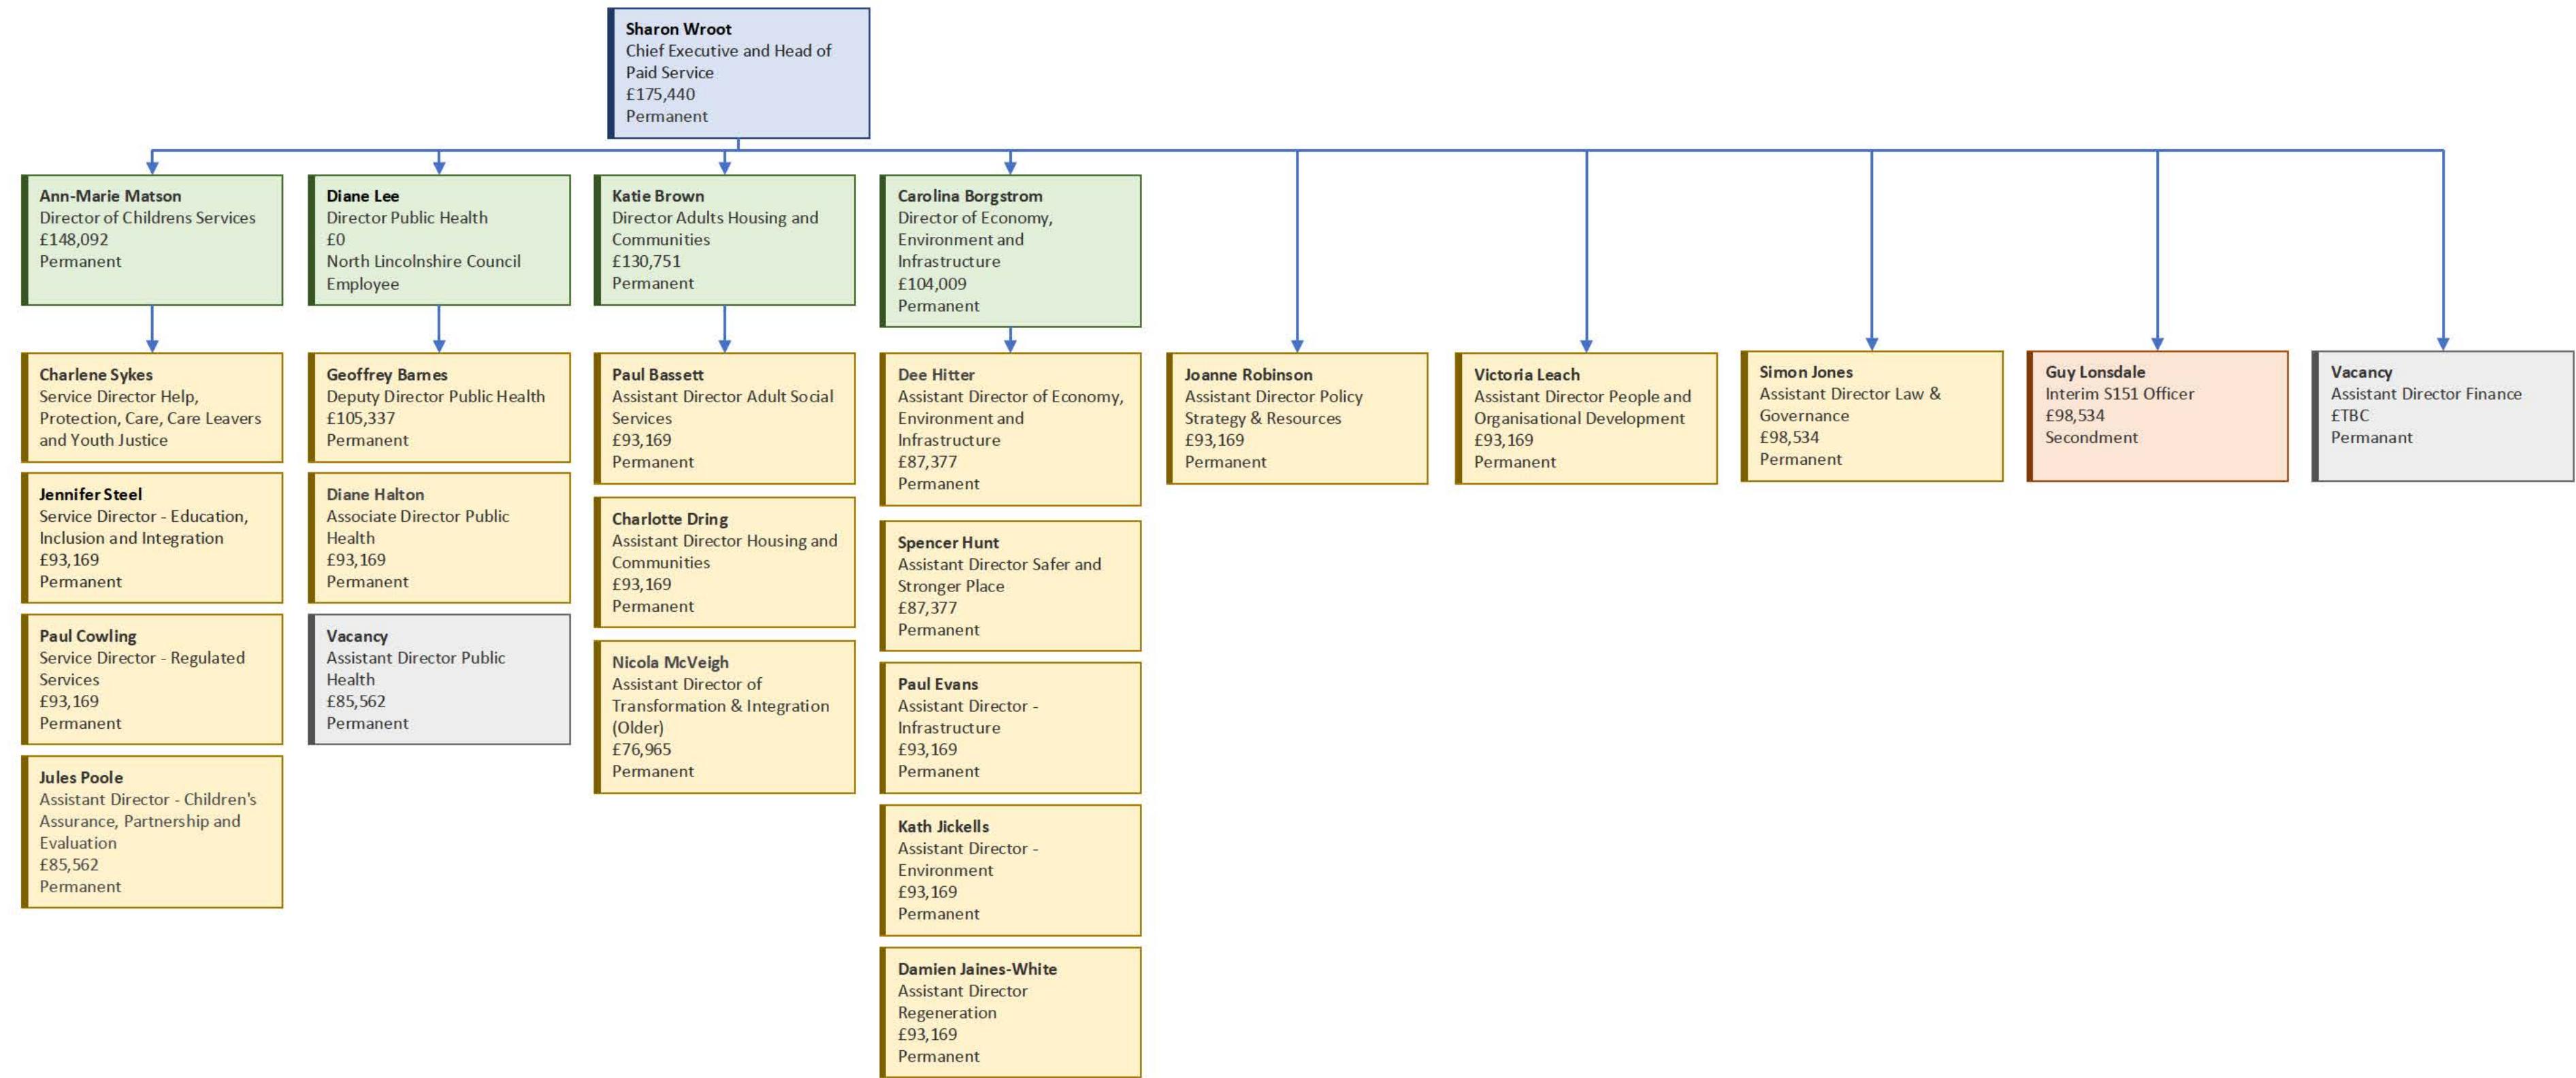 Sharon Wroot
Chief Executive and Head of
Paid Service
£175,440
Permanent
Ann-Marie Matson
Director of Childrens Services
£148,092
Permanent
Diane Lee
Director Public Health
£0
North Lincolnshire Council
Employee
Katie Brown
Director Adults Housing and
Communities
£130,751
Permanent
Carolina Borgstrom
Director of Economy,
Environment and
Infrastructure
£104,009
Permanent
Charlene Sykes
Service Director Help,
Protection, Care, Care Leavers
and Youth Justice
Jennifer Steel
Service Director - Education,
Inclusion and Integration
£93,169
Permanent
Paul Cowling
Service Director - Regulated
Services
£93,169
Permanent
Jules Poole
Assistant Director - Children's
Assurance, Partnership and
Evaluation
£85,562
Permanent
Geoffrey Barnes
Deputy Director Public Health
£105,337
Permanent
Diane Halton
Associate Director Public
Health
£93,169
Permanent
Vacancy
Assistant Director Public
Health
£85,562
Permanent
Paul Bassett
Assistant Director Adult Social
Services
£93,169
Permanent
Charlotte Dring
Assistant Director Housing and
Communities
£93,169
Permanent
Nicola McVeigh
Assistant Director of
Transformation & Integration
(Older)
£76,965
Permanent
Dee Hitter
Assistant Director of Economy,
Environment and
Infrastructure
£87,377
Permanent
Spencer Hunt
Assistant Director Safer and
Stronger Place
£87,377
Permanent
Paul Evans
Assistant Director -
Infrastructure
£93,169
Permanent
Kath Jickells
Assistant Director -
Environment
£93,169
Permanent
Damien Jaines-White
Assistant Director
Regeneration
£93,169
Permanent
Joanne Robinson
Assistant Director Policy
Strategy & Resources
£93,169
Permanent
Victoria Leach
Assistant Director People and
Organisational Development
£93,169
Permanent
Simon Jones
Assistant Director Law &
Governance
£98,534
Permanent
Guy Lonsdale
Interim S151 Officer
£98,534
Secondment
Vacancy
Assistant Director Finance
£TBC
Permanant